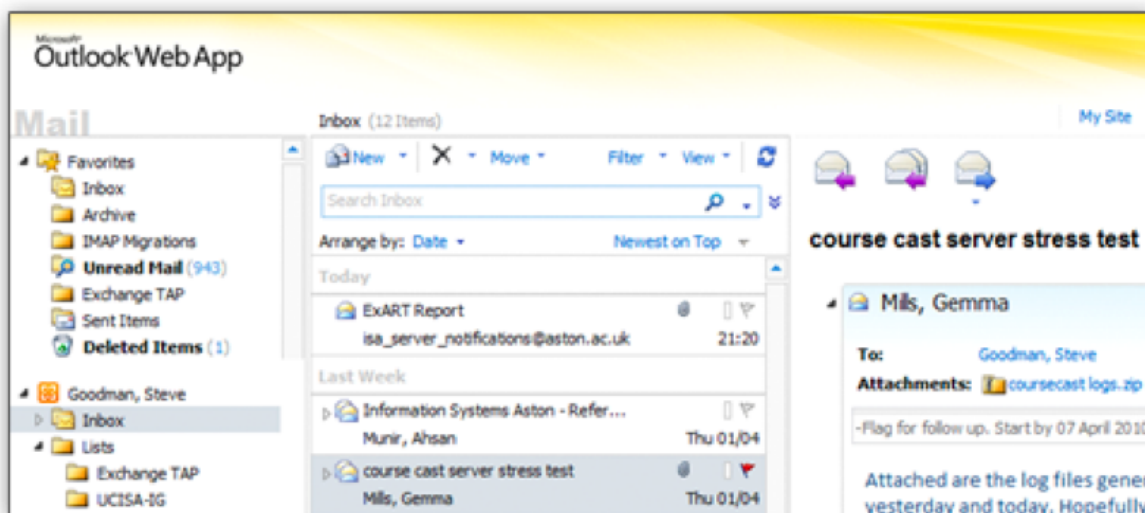 Microsoft
Outlook Web App
Mail
Favorites
Inbox
Archive
IMAP Migrations
Unread Mail (943)
Exchange TAP
Sent Items
Deleted Items (1)
Goodman, Steve
Inbox
Lists
Exchange TAP
UCISA-IG
Inbox (12 Items)
New Move Filter View
Search Inbox
Arrange by: Date Newest on Top
Today
ExART Report
isa_server_notifications@aston.ac.uk 21:20
Last Week
Information Systems Aston - Refer...
Munir, Ahsan Thu 01/04
course cast server stress test
Mills, Gemma Thu 01/04
My Site
course cast server stress test
Mills, Gemma
To: Goodman, Steve
Attachments: coursecast logs.zip
-Flag for follow up. Start by 07 April 2010
Attached are the log files gener
yesterday and today. Hopefully